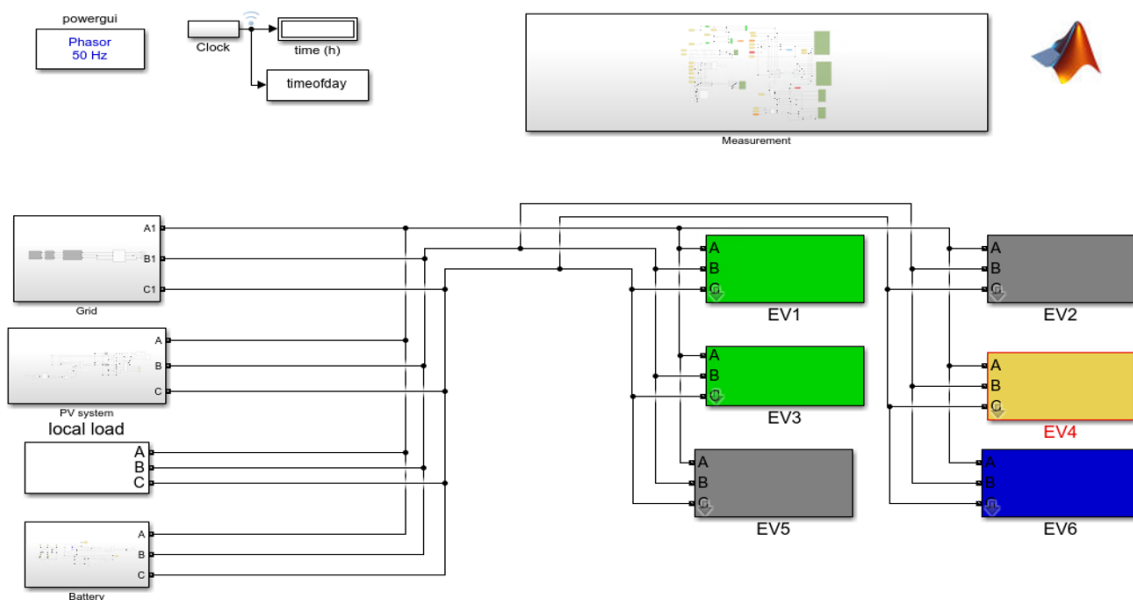 powergui
Phasor
50 Hz
Clock
time (h)
timeofday
Measurement
A1
B1
C1
Grid
A
B
C
PV system
local load
A
B
C
A
B
C
Battery
A
B
C
EV1
A
B
C
EV2
A
B
C
EV3
A
B
C
EV4
A
B
C
EV5
A
B
C
EV6